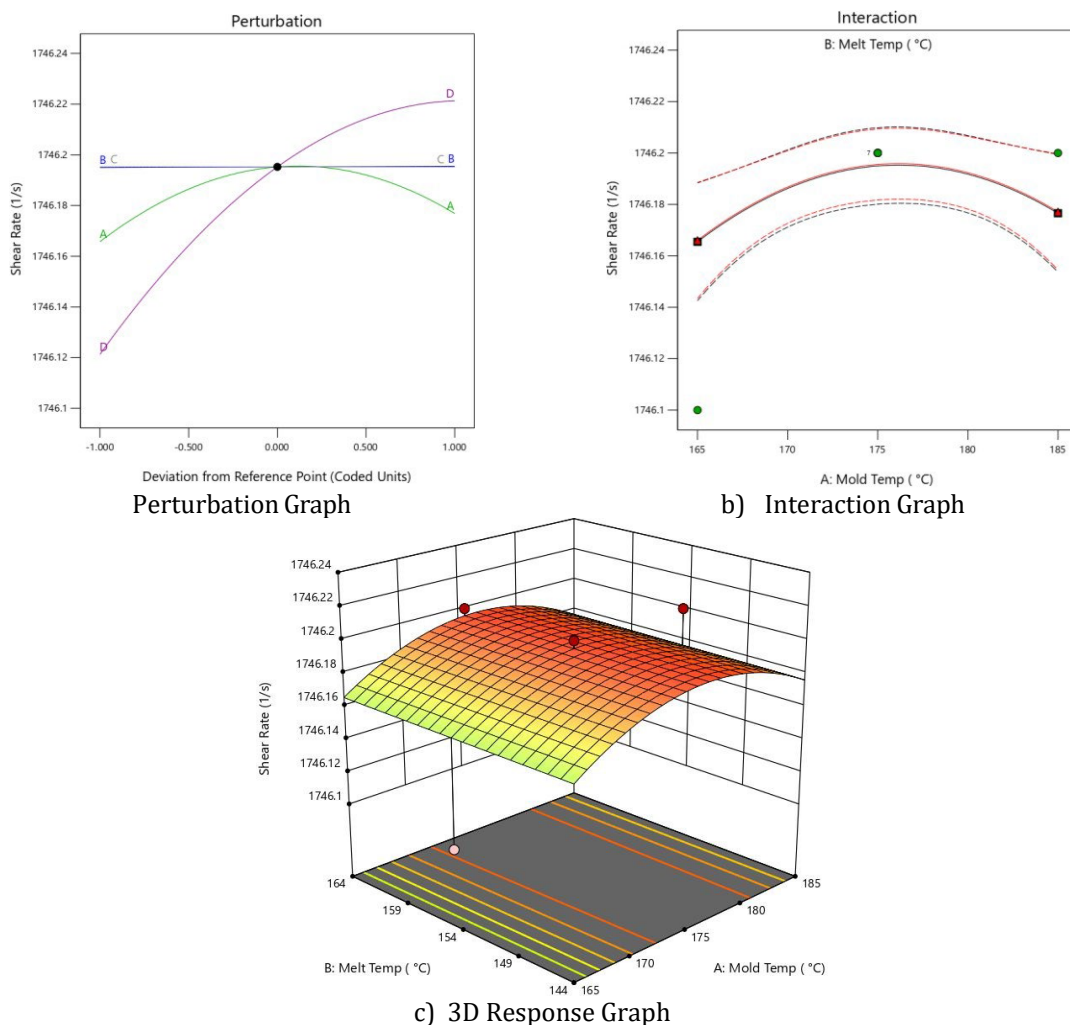 Perturbation
1746.24
1746.22
1746.2
1746.18
1746.16
1746.14
1746.12
1746.1
Shear Rate (1/s)
B C
C B
A
A
D
D
-1.000
-0.500
0.000
0.500
1.000
Deviation from Reference Point (Coded Units)
Perturbation Graph
Interaction
B: Melt Temp ( °C)
1746.24
1746.22
1746.2
1746.18
1746.16
1746.14
1746.12
1746.1
Shear Rate (1/s)
7
165
170
175
180
185
A: Mold Temp ( °C)
b) Interaction Graph
1746.24
1746.22
1746.2
1746.18
1746.16
1746.14
1746.12
1746.1
Shear Rate (1/s)
164
159
154
149
144
B: Melt Temp ( °C)
165
170
175
180
185
A: Mold Temp ( °C)
c) 3D Response Graph